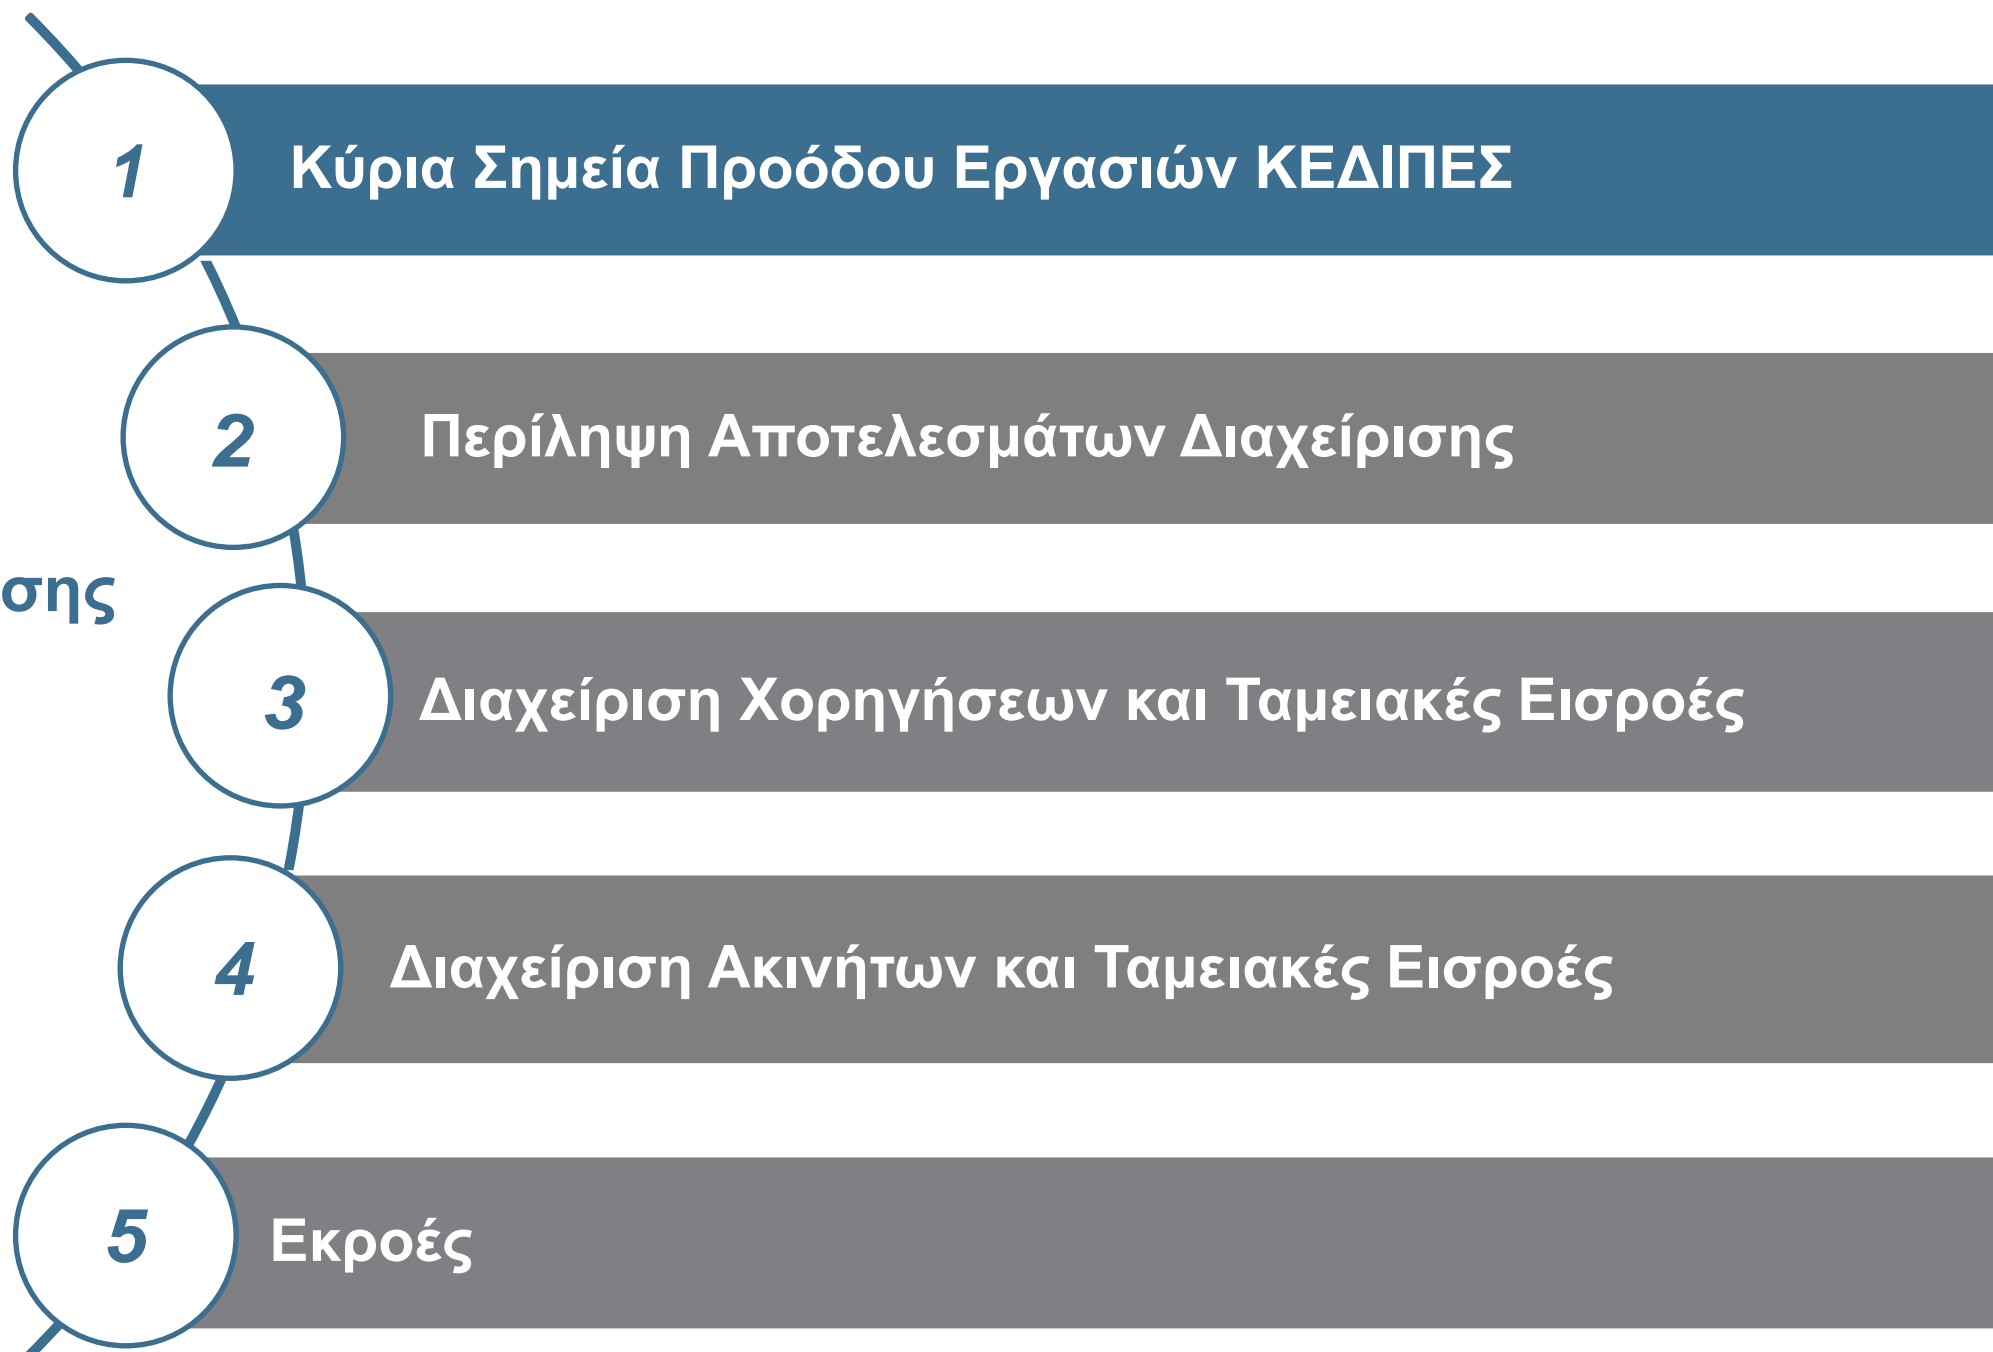 1
Κύρια Σημεία Προόδου Εργασιών ΚΕΔΙΠΕΣ
2
Περίληψη Αποτελεσμάτων Διαχείρισης
σης
3
Διαχείριση Χορηγήσεων και Ταμειακές Εισροές
4
Διαχείριση Ακινήτων και Ταμειακές Εισροές
5
Εκροές